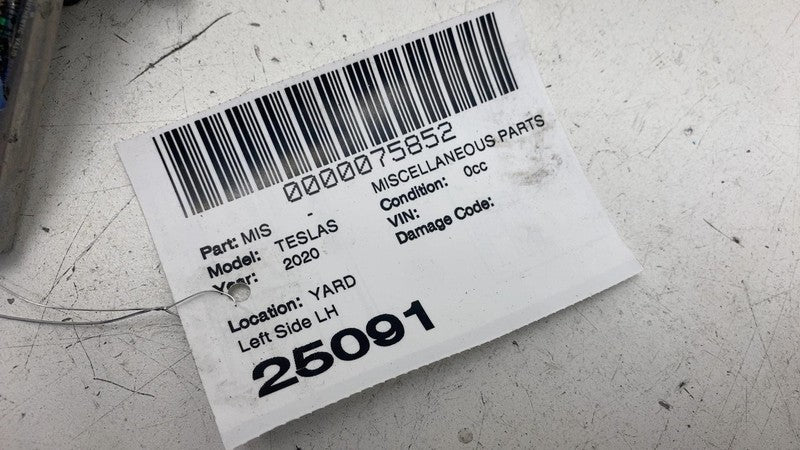 0000075852
Part: MIS - MISCELLANEOUS PARTS
Model: TESLAS Condition: 0cc
Year: 2020 VIN:
Damage Code:
Location: YARD
Left Side LH
25091